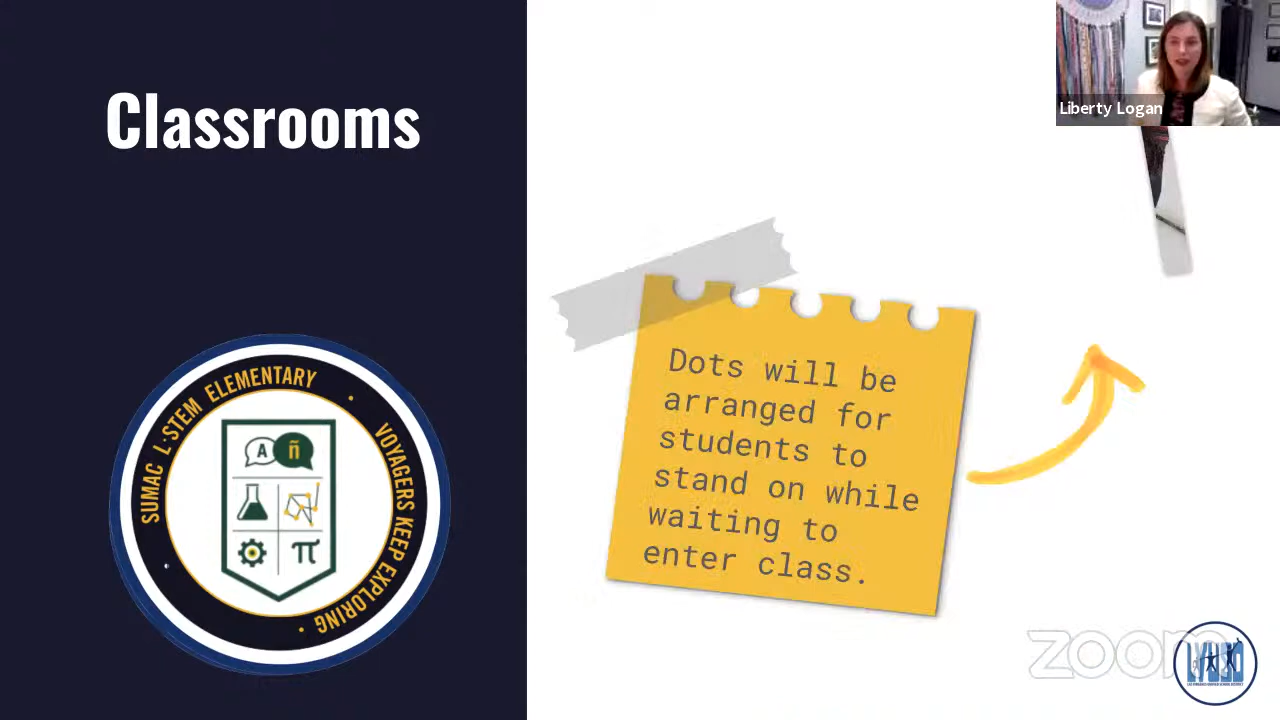 Classrooms
Liberty Logan
Dots will be
arranged for
students to
stand on while
waiting to
enter class.
SUMAC L·STEM ELEMENTARY
VOYAGERS KEEP EXPLORING
A ñ
π
zoom
LVUSD